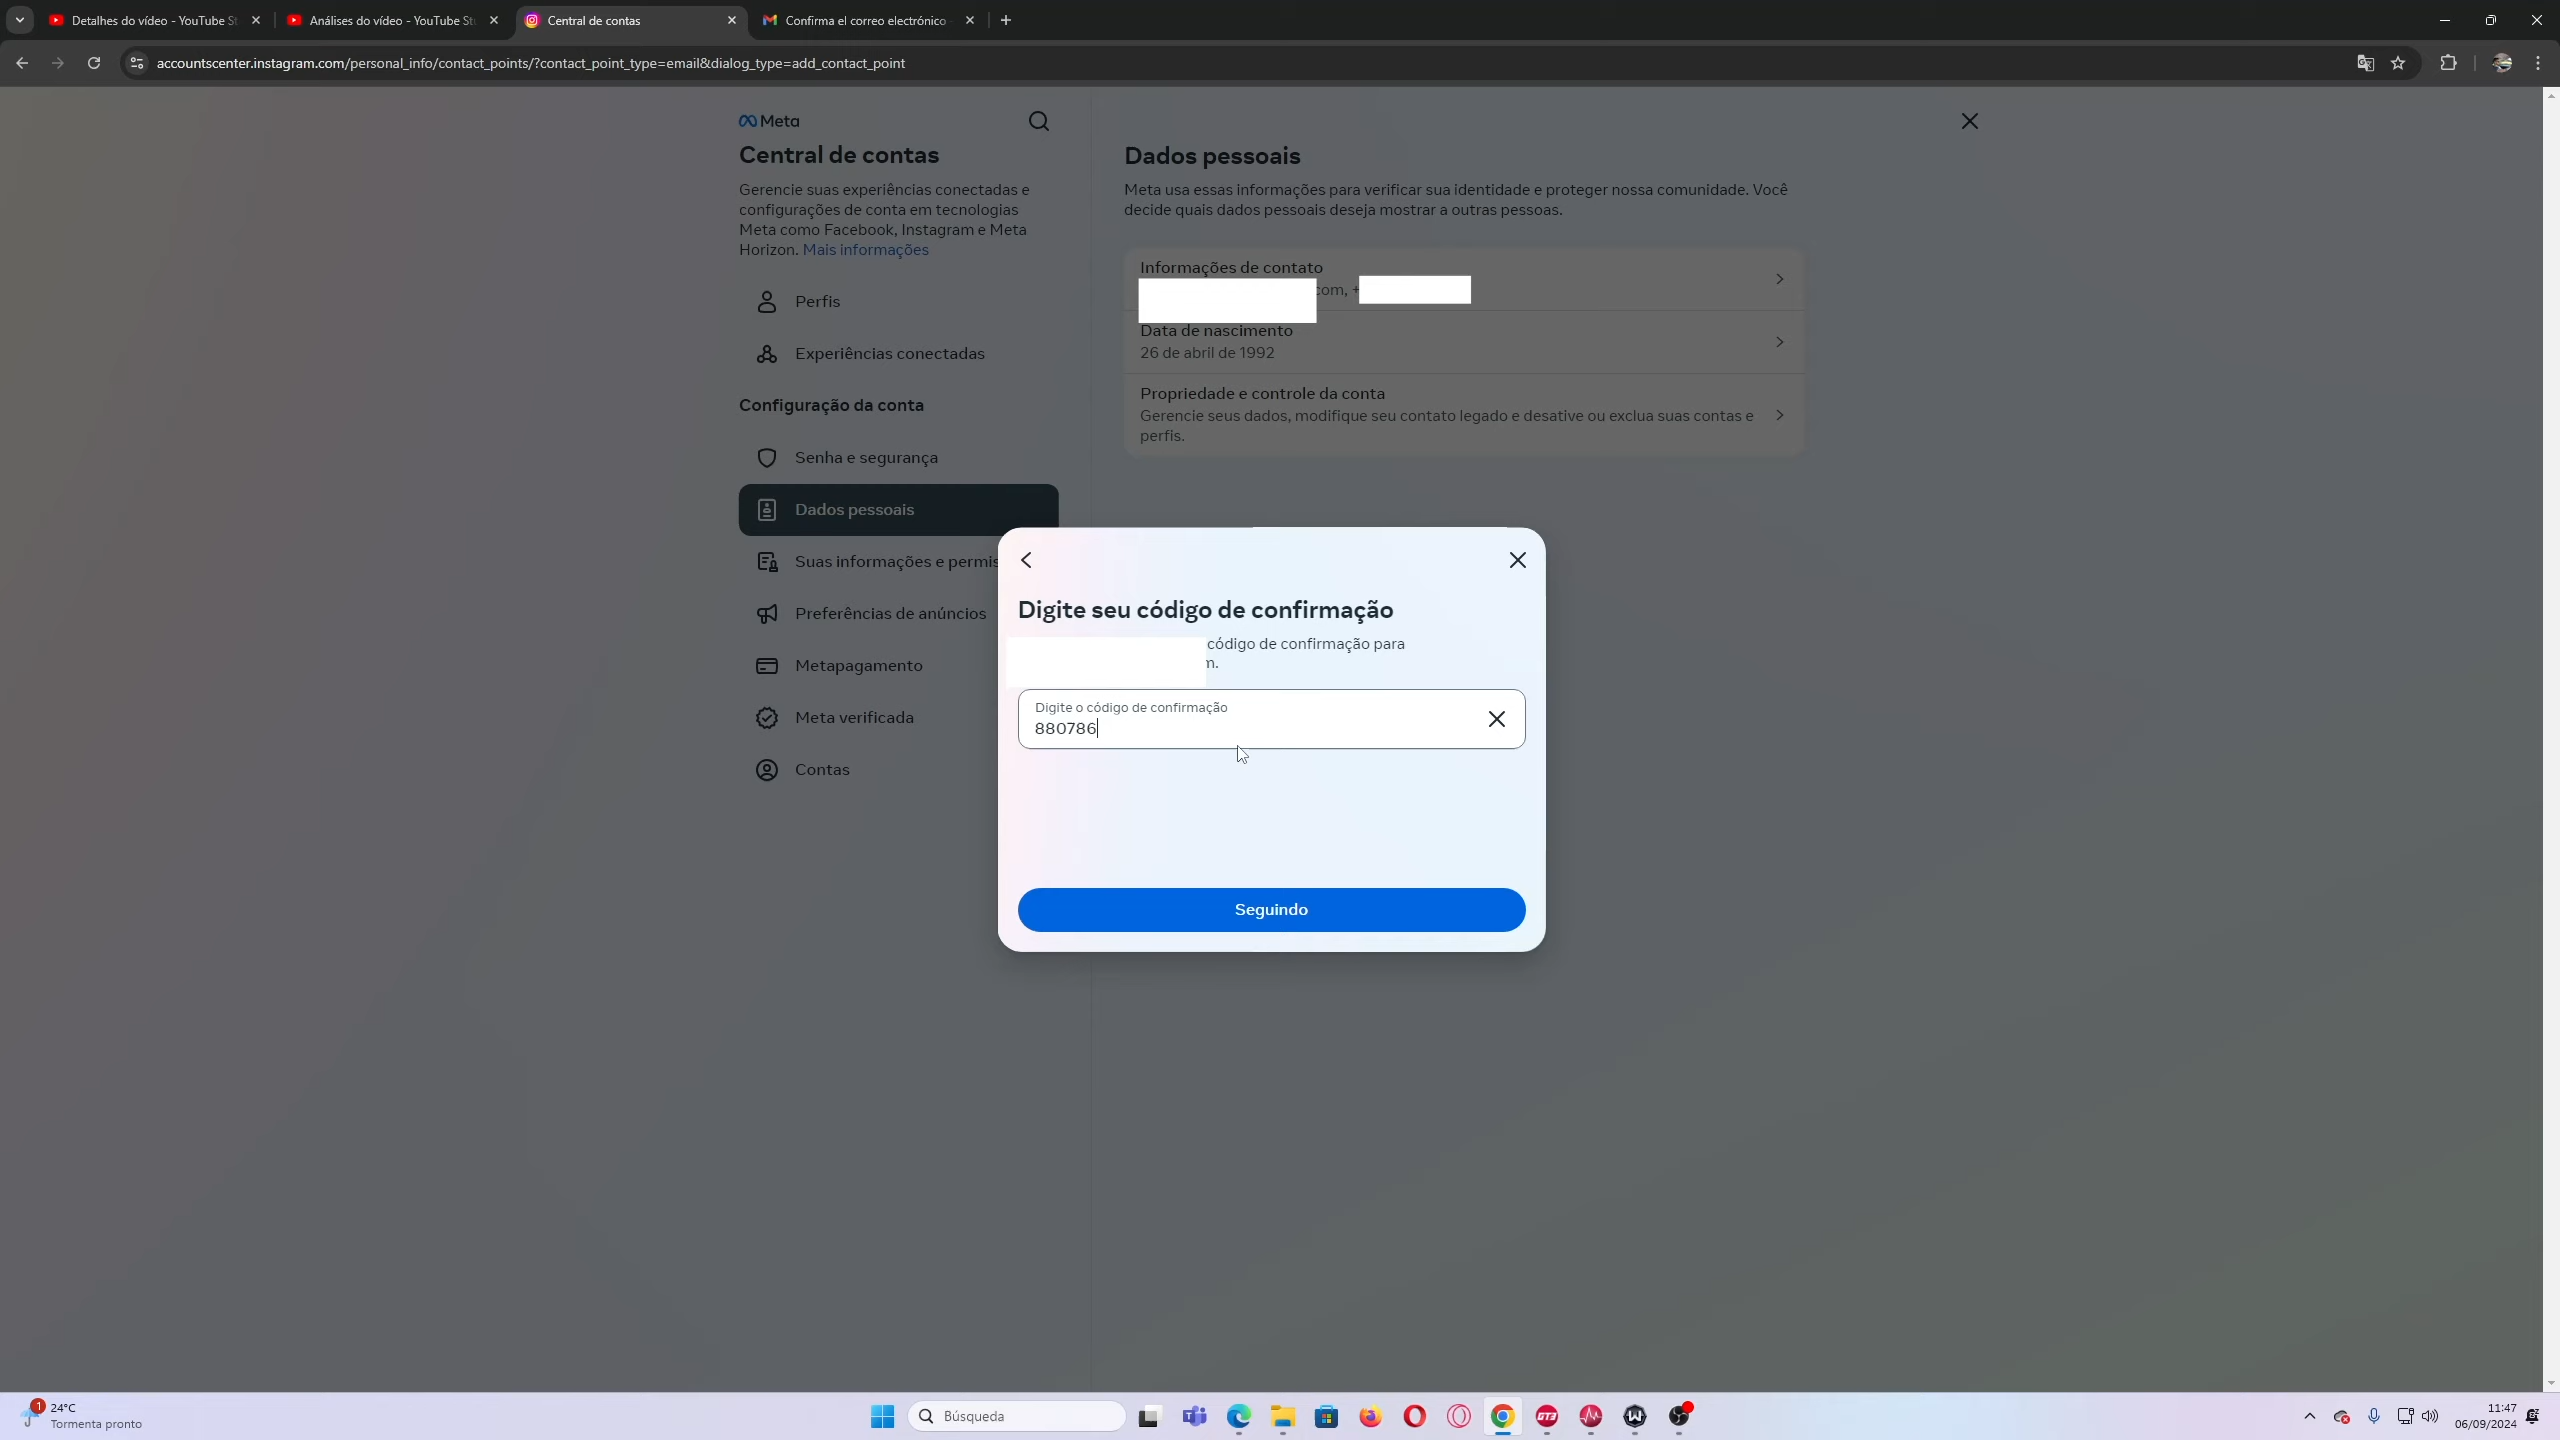 Detalhes do vídeo - YouTube St
Análises do vídeo - YouTube St
Central de contas
Confirma el correo electrónico -
accountscenter.instagram.com/personal_info/contact_points/?contact_point_type=email&dialog_type=add_contact_point
Meta
Central de contas
Gerencie suas experiências conectadas e
configurações de conta em tecnologias
Meta como Facebook, Instagram e Meta
Horizon. Mais informações
Perfis
Experiências conectadas
Configuração da conta
Senha e segurança
Dados pessoais
Suas informações e permis
Preferências de anúncios
Metapagamento
Meta verificada
Contas
Dados pessoais
Meta usa essas informações para verificar sua identidade e proteger nossa comunidade. Você
decide quais dados pessoais deseja mostrar a outras pessoas.
Informações de contato
com, +
Data de nascimento
26 de abril de 1992
Propriedade e controle da conta
Gerencie seus dados, modifique seu contato legado e desative ou exclua suas contas e
perfis.
Digite seu código de confirmação
código de confirmação para
m.
Digite o código de confirmação
880786
Seguindo
1
24°C
Tormenta pronto
Búsqueda
GT3
11:47
06/09/2024